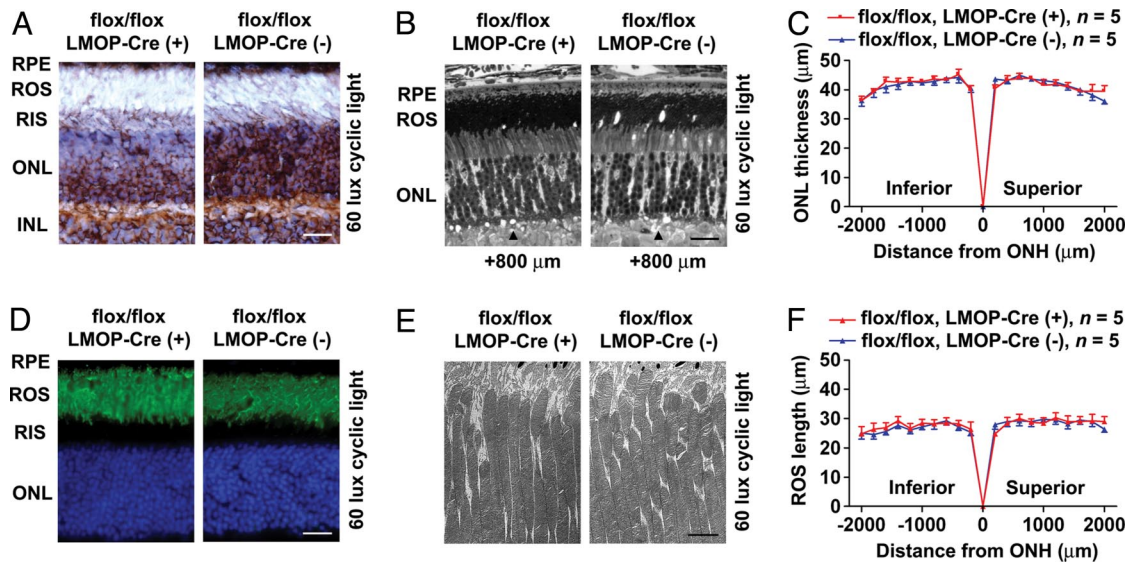 A
flox/flox flox/flox
LMOP-Cre (+) LMOP-Cre (-)
RPE
ROS
RIS
ONL
INL
60 lux cyclic light
B
flox/flox flox/flox
LMOP-Cre (+) LMOP-Cre (-)
RPE
ROS
ONL
60 lux cyclic light
+800 μm +800 μm
C
flox/flox, LMOP-Cre (+), n = 5
flox/flox, LMOP-Cre (-), n = 5
ONL thickness (μm)
50
40
30
20
10
0
Inferior Superior
-2000 -1000 0 1000 2000
Distance from ONH (μm)
D
flox/flox flox/flox
LMOP-Cre (+) LMOP-Cre (-)
RPE
ROS
RIS
ONL
60 lux cyclic light
E
flox/flox flox/flox
LMOP-Cre (+) LMOP-Cre (-)
60 lux cyclic light
F
flox/flox, LMOP-Cre (+), n = 5
flox/flox, LMOP-Cre (-), n = 5
ROS length (μm)
50
40
30
20
10
0
Inferior Superior
-2000 -1000 0 1000 2000
Distance from ONH (μm)